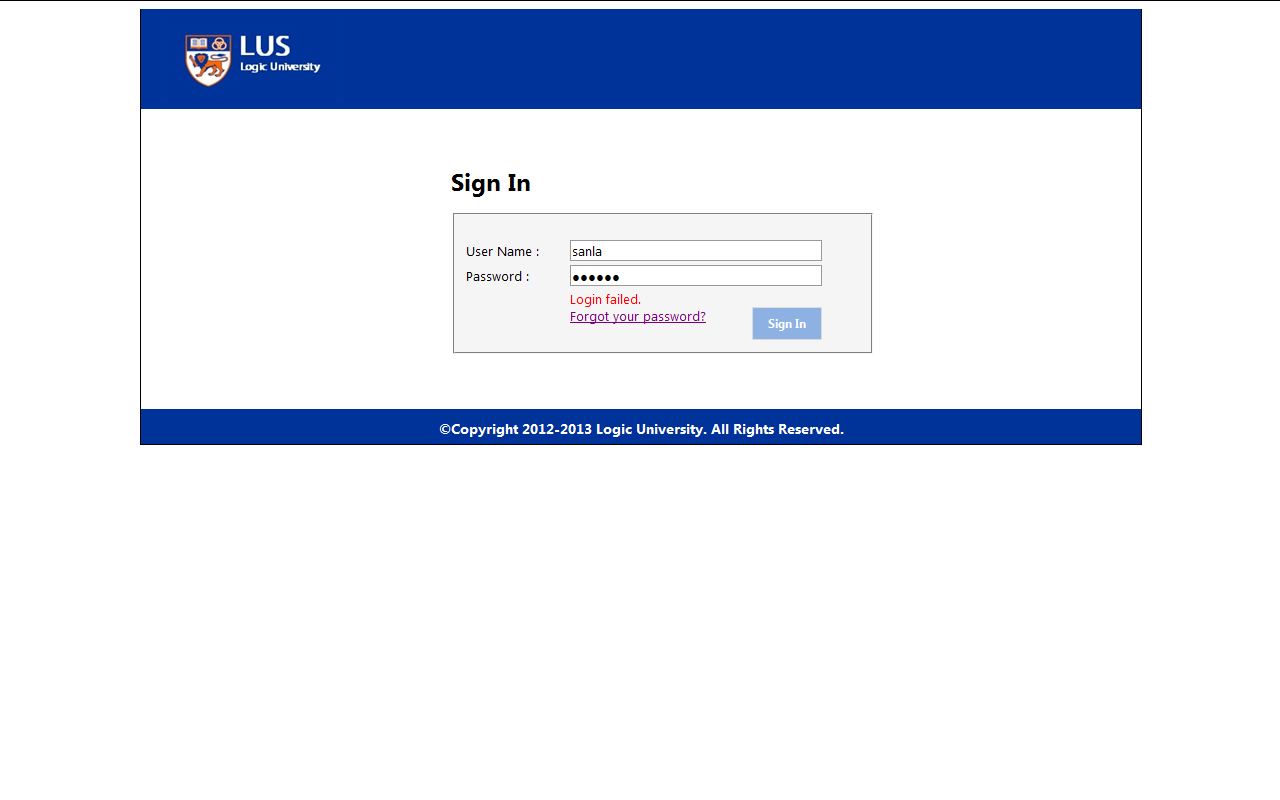 LUS
Logic University
Sign In
User Name : sanla
Password : ●●●●●●
Login failed.
Forgot your password?
Sign In
©Copyright 2012-2013 Logic University. All Rights Reserved.